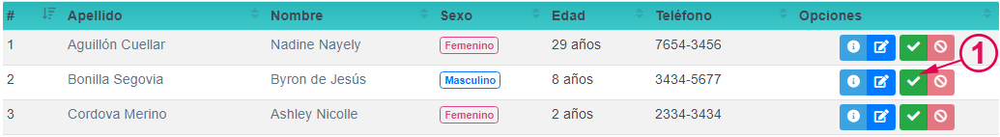 # Apellido Nombre Sexo Edad Teléfono Opciones
1 Aguillón Cuellar Nadine Nayely Femenino 29 años 7654-3456
1
2 Bonilla Segovia Byron de Jesús Masculino 8 años 3434-5677
3 Cordova Merino Ashley Nicolle Femenino 2 años 2334-3434